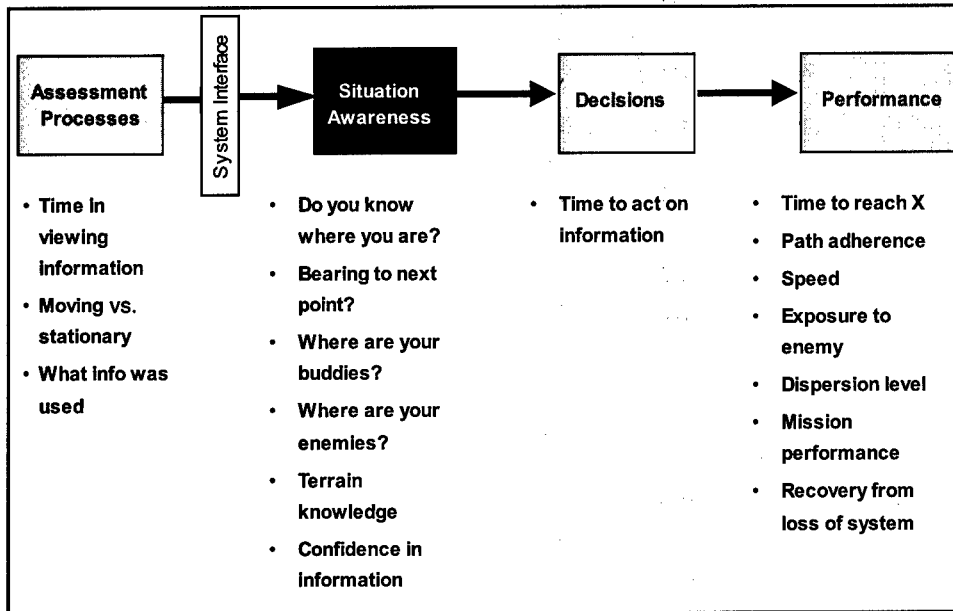 Assessment
Processes
System Interface
Situation
Awareness
Decisions
Performance
• Time in
viewing
information
• Moving vs.
stationary
• What info was
used
• Do you know
where you are?
• Bearing to next
point?
• Where are your
buddies?
• Where are your
enemies?
• Terrain
knowledge
• Confidence in
information
• Time to act on
information
• Time to reach X
• Path adherence
• Speed
• Exposure to
enemy
• Dispersion level
• Mission
performance
• Recovery from
loss of system